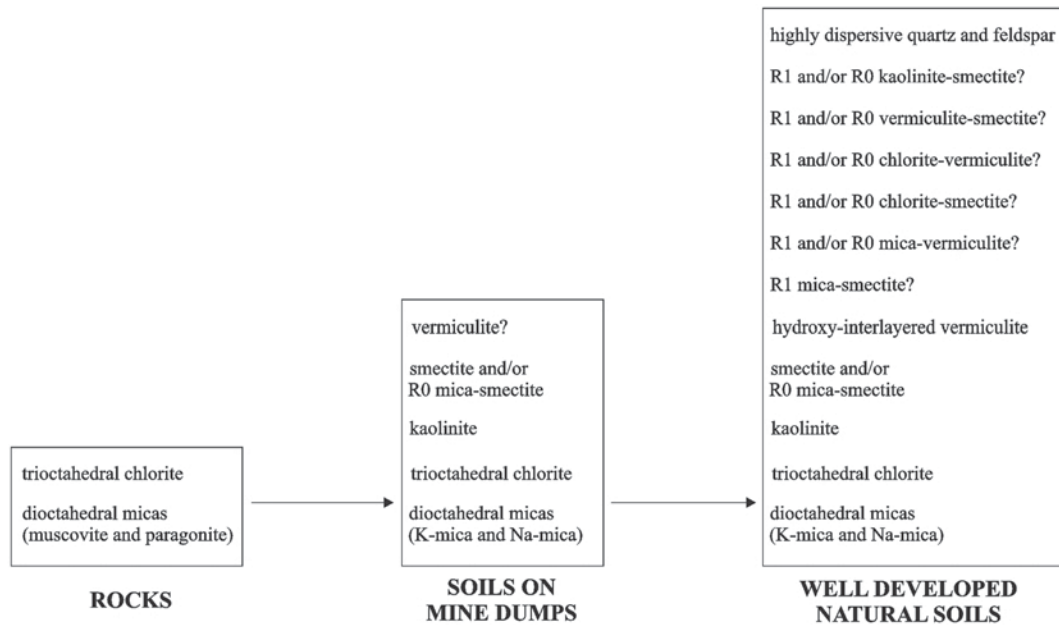 trioctahedral chlorite
dioctahedral micas
(muscovite and paragonite)
ROCKS
vermiculite?
smectite and/or
R0 mica-smectite
kaolinite
trioctahedral chlorite
dioctahedral micas
(K-mica and Na-mica)
SOILS ON
MINE DUMPS
highly dispersive quartz and feldspar
R1 and/or R0 kaolinite-smectite?
R1 and/or R0 vermiculite-smectite?
R1 and/or R0 chlorite-vermiculite?
R1 and/or R0 chlorite-smectite?
R1 and/or R0 mica-vermiculite?
R1 mica-smectite?
hydroxy-interlayered vermiculite
smectite and/or
R0 mica-smectite
kaolinite
trioctahedral chlorite
dioctahedral micas
(K-mica and Na-mica)
WELL DEVELOPED
NATURAL SOILS